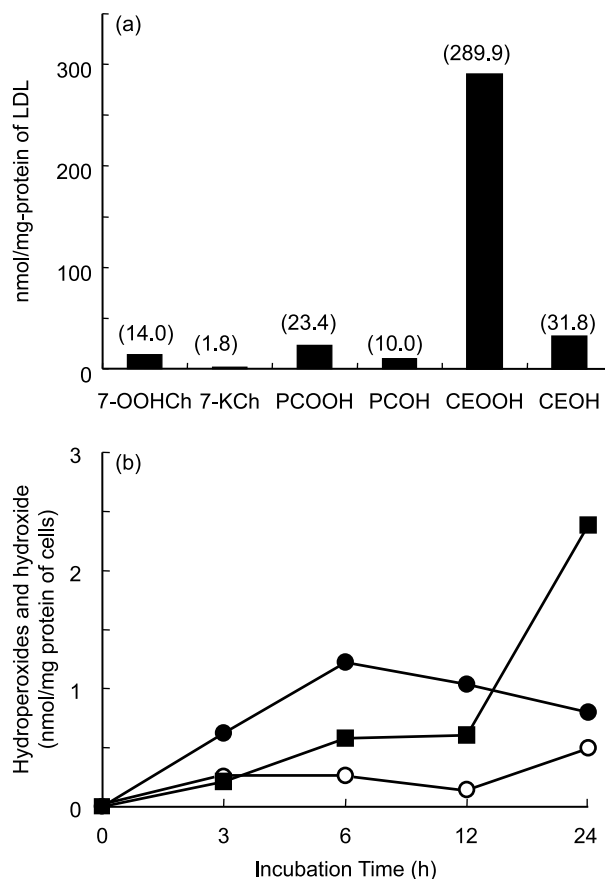 (a)
nmol/mg-protein of LDL
300
200
100
0
(14.0)
(1.8)
(23.4)
(10.0)
(289.9)
(31.8)
7-OOHCh 7-KCh PCOOH PCOH CEOOH CEOH
(b)
Hydroperoxides and hydroxide
(nmol/mg protein of cells)
3
2
1
0
0 3 6 12 24
Incubation Time (h)